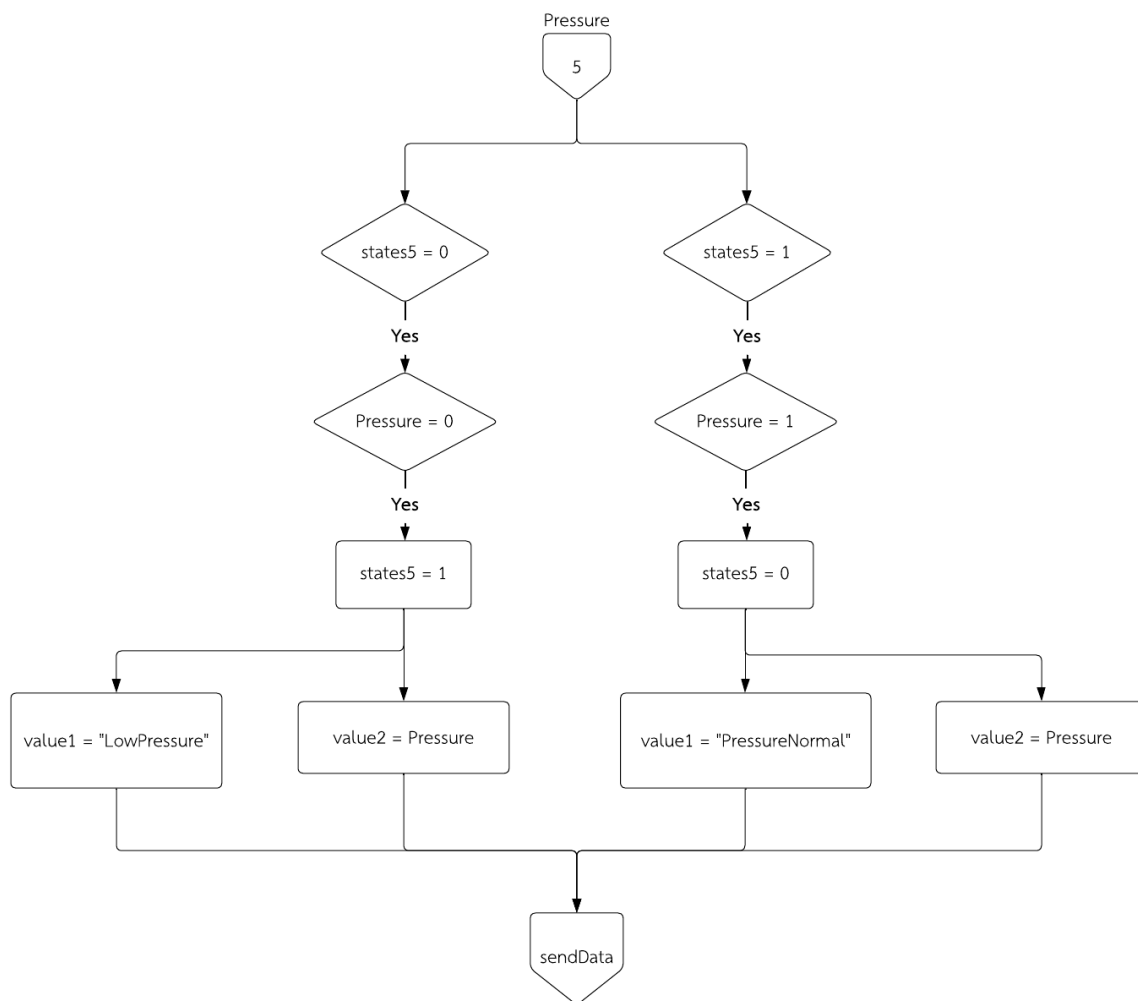 Pressure
5
states5 = 0
states5 = 1
Yes
Yes
Pressure = 0
Pressure = 1
Yes
Yes
states5 = 1
states5 = 0
value1 = "LowPressure"
value2 = Pressure
value1 = "PressureNormal"
value2 = Pressure
sendData